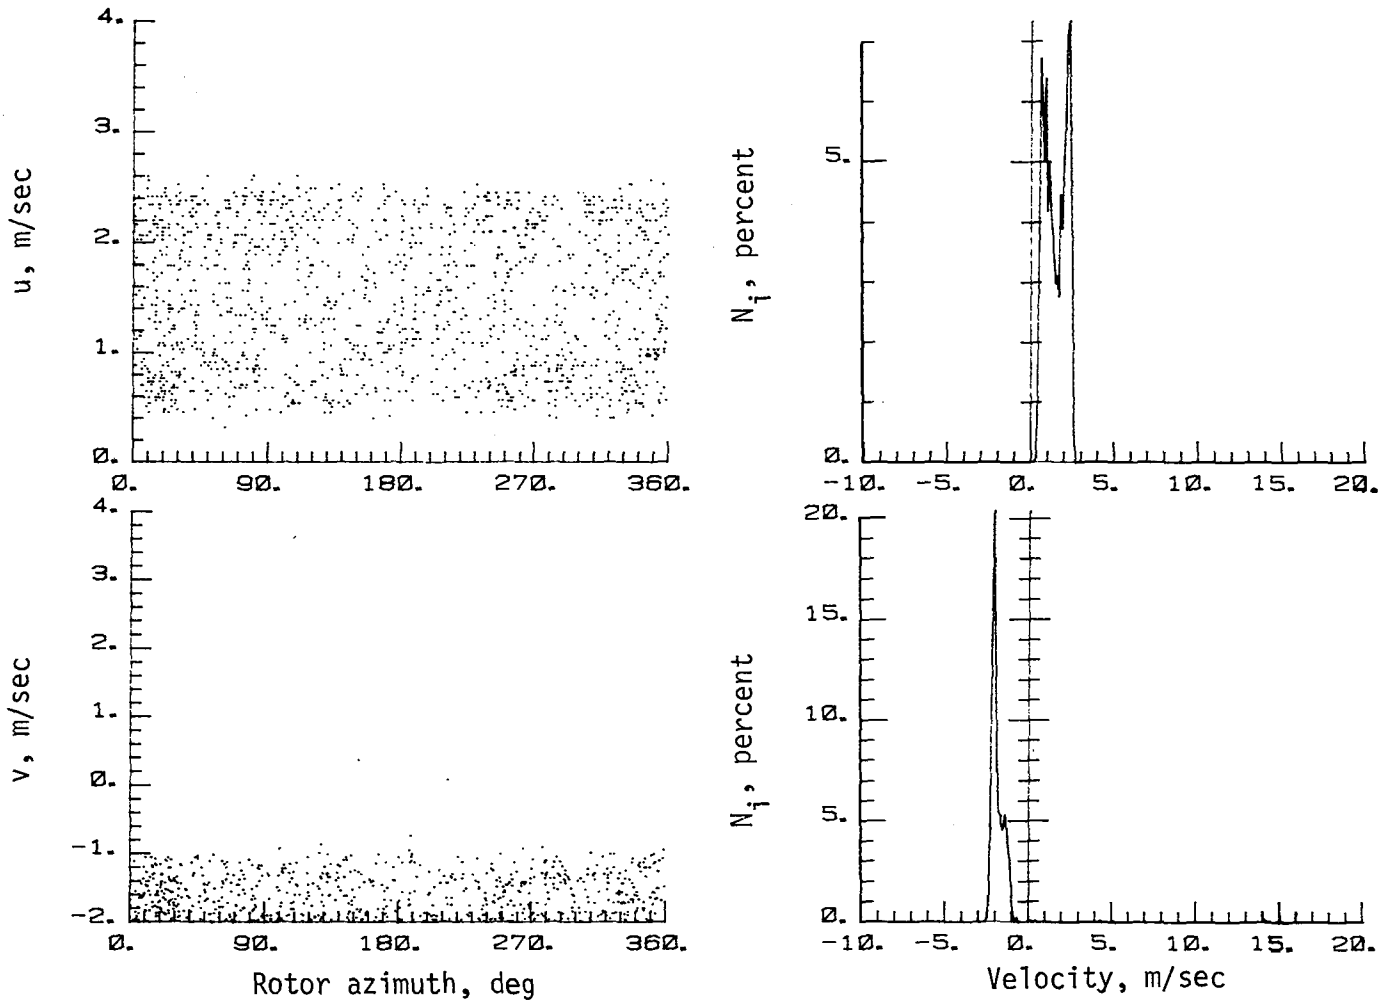 4.
3.
2.
1.
0.
u, m/sec
0. 90. 180. 270. 360.
5.
0.
N_i, percent
-10. -5. 0. 5. 10. 15. 20.
4.
3.
2.
1.
0.
-1.
-2.
v, m/sec
0. 90. 180. 270. 360.
Rotor azimuth, deg
20.
15.
10.
5.
0.
N_i, percent
-10. -5. 0. 5. 10. 15. 20.
Velocity, m/sec